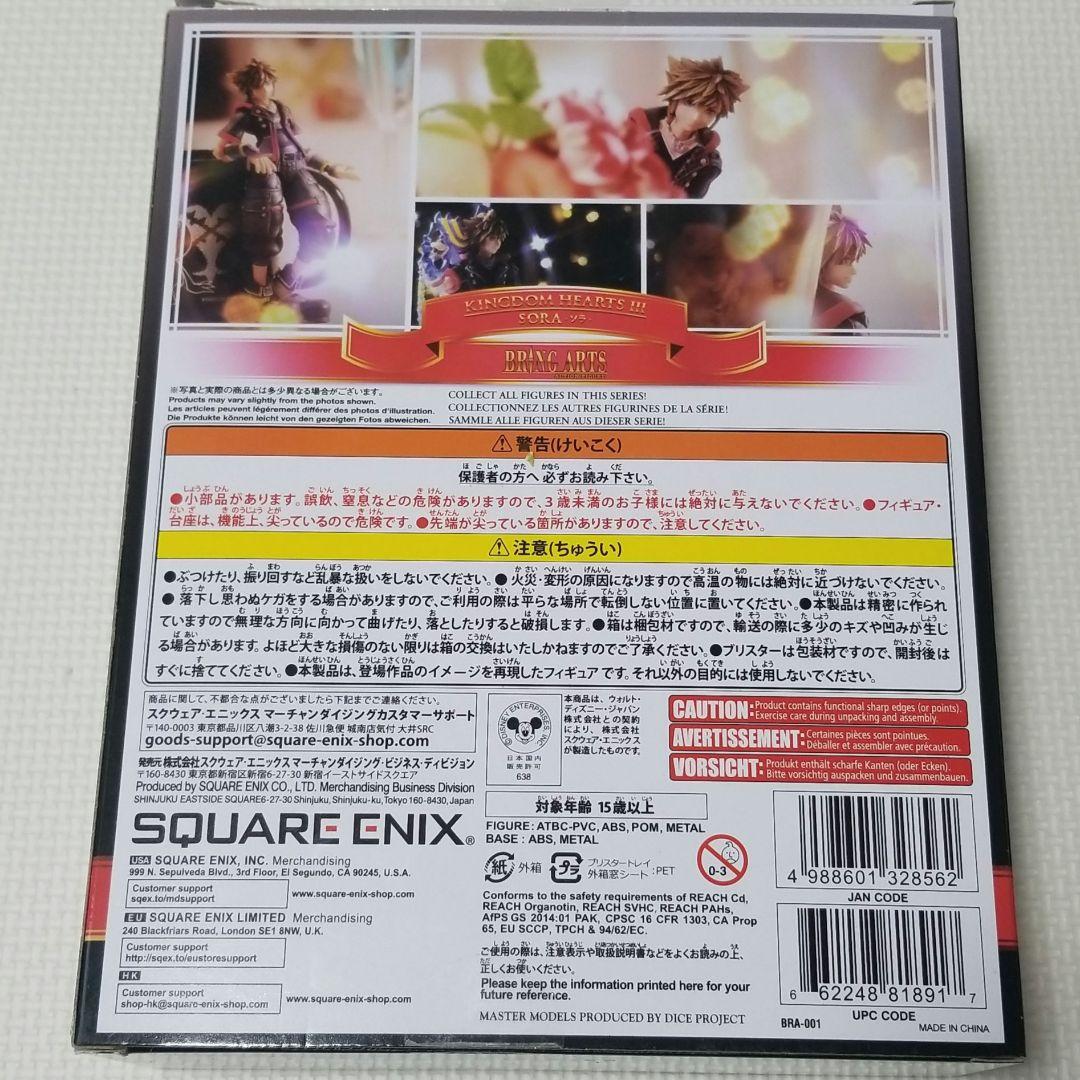 KINGDOM HEARTS III
SORA -ソラ-
BRING ARTS
ACTION FIGURE
※写真と実際の商品とは多少異なる場合がございます。
Products may vary slightly from the photos shown.
Les articles peuvent légèrement différer des photos d'illustration.
Die Produkte können leicht von den gezeigten Fotos abweichen.
COLLECT ALL FIGURES IN THIS SERIES!
COLLECTIONNEZ LES AUTRES FIGURINES DE LA SÉRIE!
SAMMLE ALLE FIGUREN AUS DIESER SERIE!
⚠警告(けいこく)
保護者の方へ 必ずお読み下さい。
●小部品があります。誤飲、窒息などの危険がありますので、3歳未満のお子様には絶対に与えないでください。●フィギュア・
台座は、機能上、尖っているので危険です。●先端が尖っている箇所がありますので、注意してください。
⚠注意(ちゅうい)
●ぶつけたり、振り回すなど乱暴な扱いをしないでください。●火災・変形の原因になりますので高温の物には絶対に近づけないでください。
●落下し思わぬケガをする場合がありますので、ご利用の際は平らな場所で転倒しない位置に置いてください。●本製品は精密に作られ
ていますので無理な方向に向かって曲げたり、落としたりすると破損します。●箱は梱包材ですので、輸送の際に多少のキズや凹みが生じ
る場合があります。よほど大きな損傷のない限りは箱の交換はいたしかねますのでご了承ください。●ブリスターは包装材ですので、開封後は
すぐに捨ててください。●本製品は、登場作品のイメージを再現したフィギュアです。それ以外の目的には使用しないでください。
商品に関して、不都合な点がございましたら下記までご連絡ください。
スクウェア・エニックス マーチャンダイジングカスタマーサポート
〒140-0003 東京都品川区八潮3-2-38 佐川急便 城南店気付 大井SRC
goods-support@square-enix-shop.com
発売元 株式会社スクウェア・エニックス マーチャンダイジング・ビジネス・ディビジョン
〒160-8430 東京都新宿区新宿6-27-30 新宿イーストサイドスクエア
Produced by SQUARE ENIX CO., LTD. Merchandising Business Division
SHINJUKU EASTSIDE SQUARE6-27-30 Shinjuku, Shinjuku-ku, Tokyo 160-8430, Japan
SQUARE ENIX®
USA SQUARE ENIX, INC. Merchandising
999 N. Sepulveda Blvd., 3rd Floor, El Segundo, CA 90245, U.S.A.
Customer support
sqex.to/mdsupport
www.square-enix-shop.com
EU SQUARE ENIX LIMITED Merchandising
240 Blackfriars Road, London SE1 8NW, U.K.
Customer support
http://sqex.to/eustoresupport
HK
Customer support
shop-hk@square-enix-shop.com
www.square-enix-shop.com
©DISNEY ENTERPRISES INC
日本国内
販売許可
638
本商品は、ウォルト・
ディズニー・ジャパン
株式会社との契約
により、株式会社
スクウェア・エニックス
が製造したものです。
対象年齢 15歳以上
FIGURE : ATBC-PVC, ABS, POM, METAL
BASE : ABS, METAL
紙 外箱
プラ ブリスタートレイ
外箱窓シート :PET
0-3
Conforms to the safety requirements of REACH Cd,
REACH Organotin, REACH SVHC, REACH PAHs,
AfPS GS 2014:01 PAK, CPSC 16 CFR 1303, CA Prop
65, EU SCCP, TPCH & 94/62/EC.
ご使用の際は、注意表示や取扱説明書などをよくお読みの上、
正しくお使いください。
Please keep the information printed here for your
future reference.
MASTER MODELS PRODUCED BY DICE PROJECT
CAUTION: Product contains functional sharp edges (or points).
Exercise care during unpacking and assembly.
AVERTISSEMENT: Certaines pièces sont pointues.
Déballer et assembler avec précaution.
VORSICHT: Produkt enthält scharfe Kanten (oder Ecken).
Bitte vorsichtig auspacken und zusammenbauen.
4 988601 328562
JAN CODE
6 62248 81891 7
UPC CODE
BRA-001
MADE IN CHINA